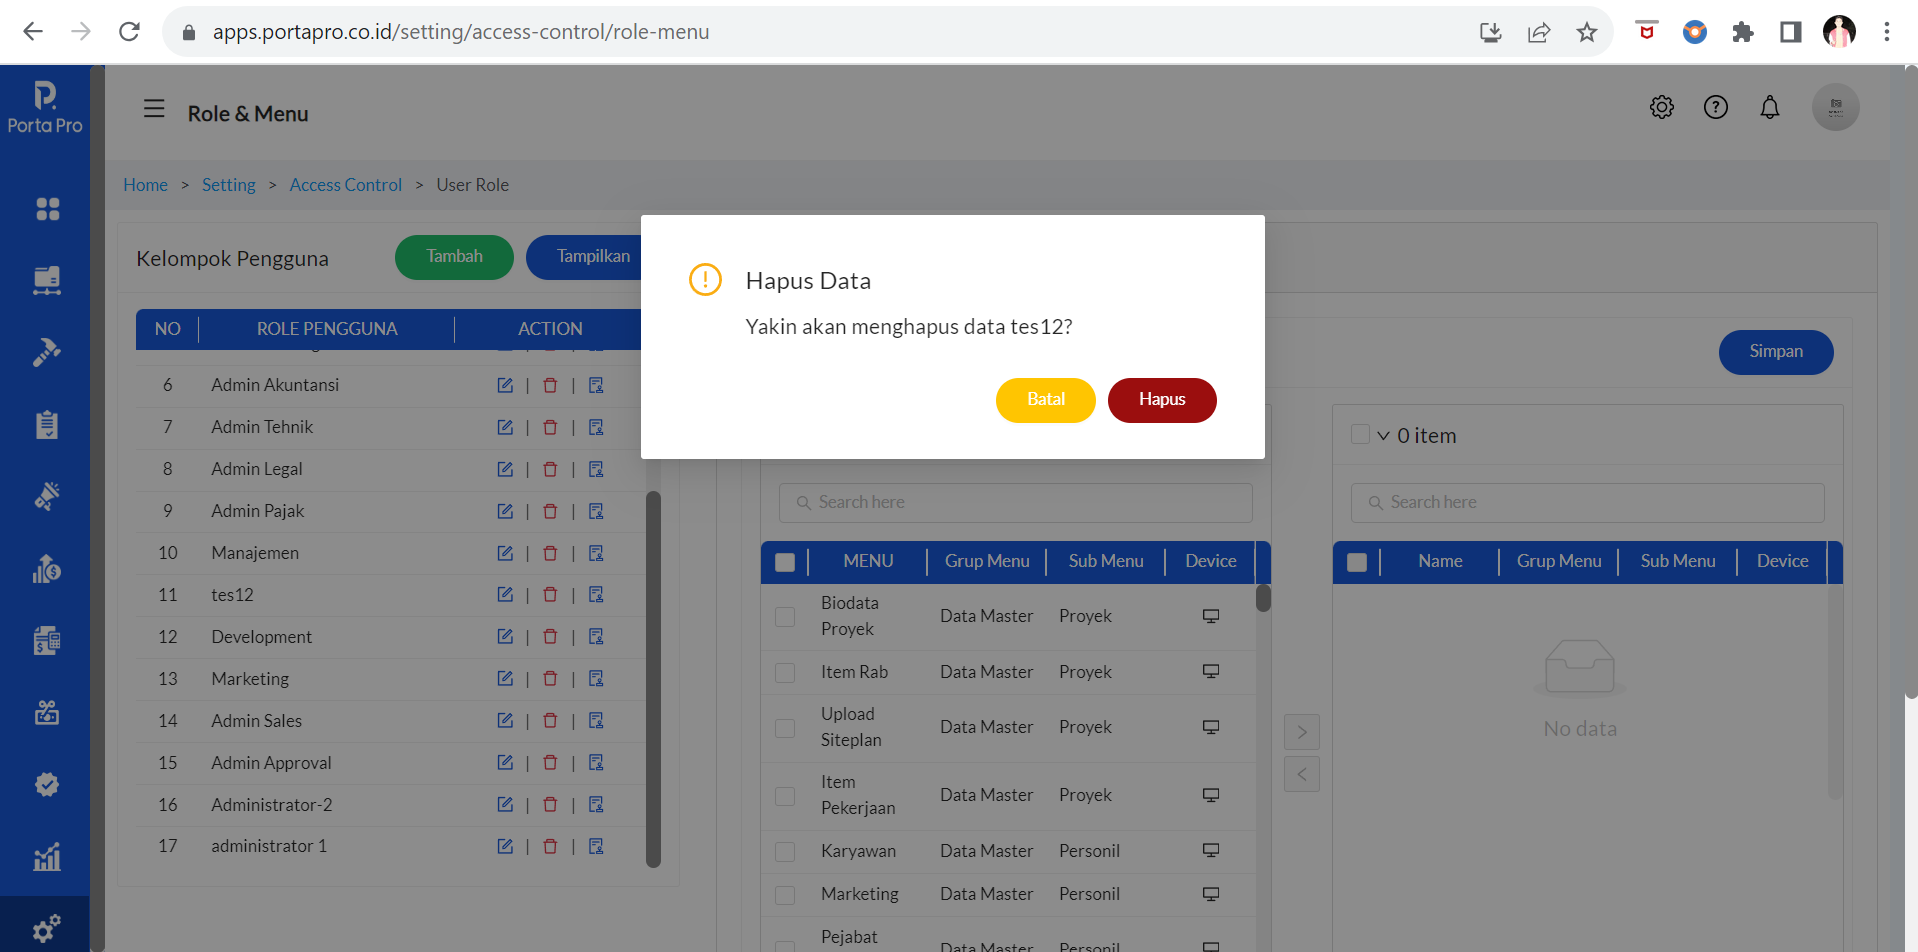 apps.portapro.co.id/setting/access-control/role-menu
Porta Pro
Role & Menu
Home > Setting > Access Control > User Role
Kelompok Pengguna
Tambah
Tampilkan
NO ROLE PENGGUNA ACTION
6 Admin Akuntansi | |
7 Admin Tehnik | |
8 Admin Legal | |
9 Admin Pajak | |
10 Manajemen | |
11 tes12 | |
12 Development | |
13 Marketing | |
14 Admin Sales | |
15 Admin Approval | |
16 Administrator-2 | |
17 administrator 1 | |
Hapus Data
Yakin akan menghapus data tes12?
Batal
Hapus
Simpan
Search here
MENU Grup Menu Sub Menu Device
Biodata
Proyek Data Master Proyek
Item Rab Data Master Proyek
Upload
Siteplan Data Master Proyek
Item
Pekerjaan Data Master Proyek
Karyawan Data Master Personil
Marketing Data Master Personil
Pejabat
Data Master Personil
>
<
0 item
Search here
Name Grup Menu Sub Menu Device
No data